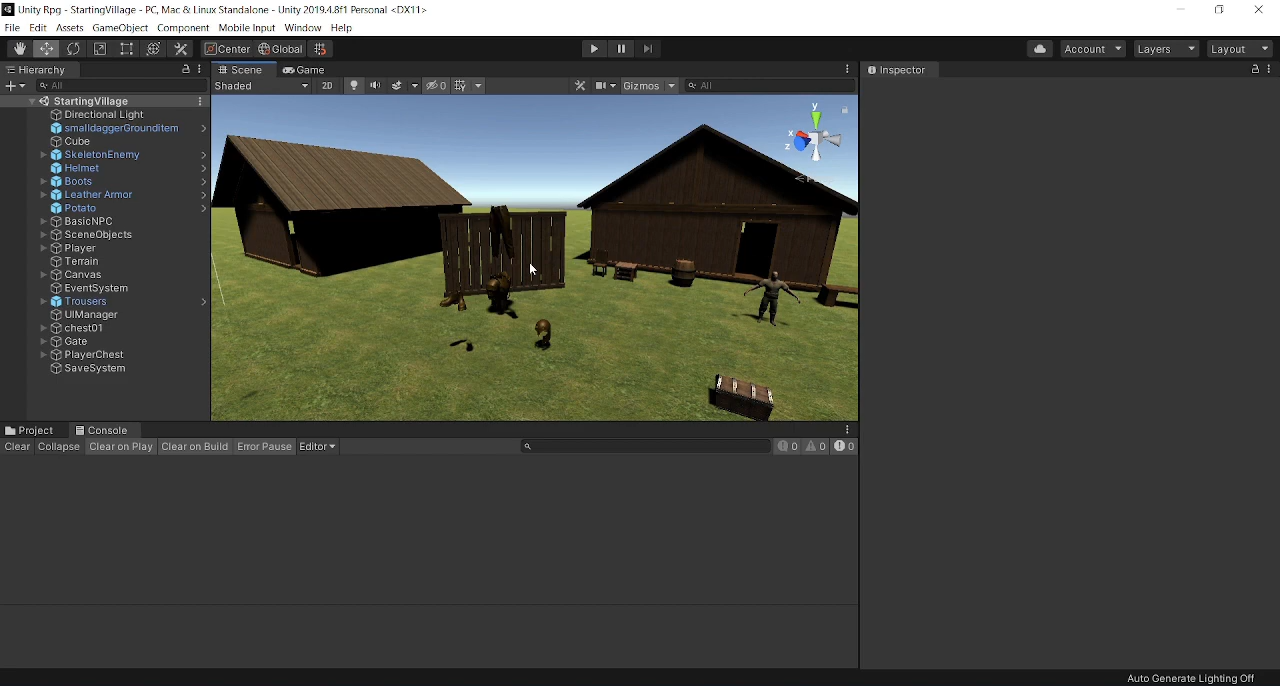 Unity Rpg - StartingVillage - PC, Mac & Linux Standalone - Unity 2019.4.8f1 Personal <DX11>
File Edit Assets GameObject Component Mobile Input Window Help
Center Global Account Layers Layout
Hierarchy Scene Game Inspector
All Shaded 2D 0 Gizmos All
StartingVillage
Directional Light
smalldaggerGrounditem
Cube
SkeletonEnemy
Helmet
Boots
Leather Armor
Potato
BasicNPC
SceneObjects
Player
Terrain
Canvas
EventSystem
Trousers
UIManager
chest01
Gate
PlayerChest
SaveSystem
y
x
z
Project Console
Clear Collapse Clear on Play Clear on Build Error Pause Editor 0 0 0
Auto Generate Lighting Off